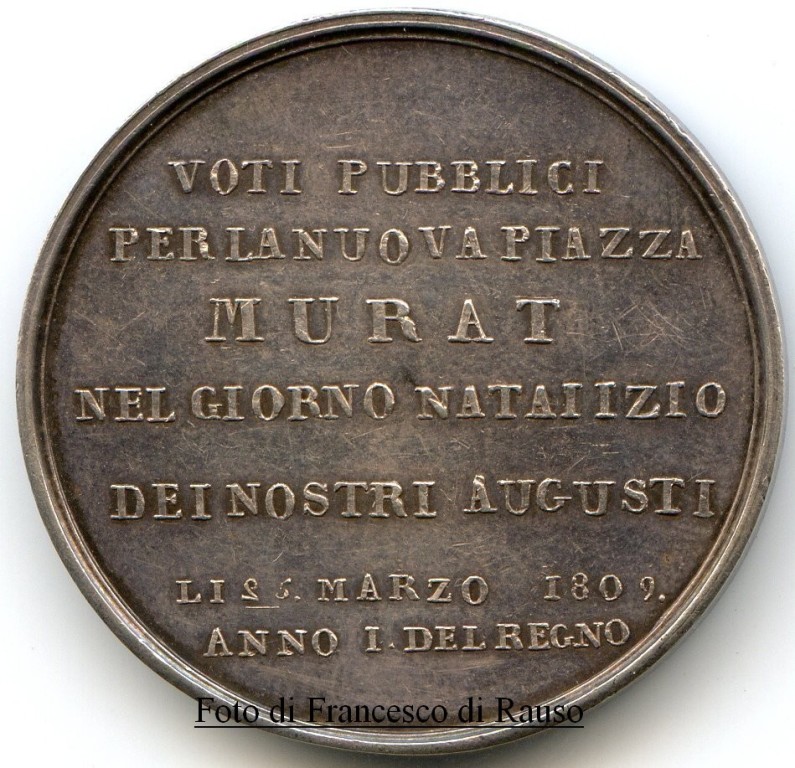 VOTI PUBBLICI
PER LA NUOVA PIAZZA
MURAT
NEL GIORNO NATAIIZIO
DEI NOSTRI AUGUSTI
LI 25. MARZO 1809.
ANNO I. DEL REGNO
Foto di Francesco di Rauso